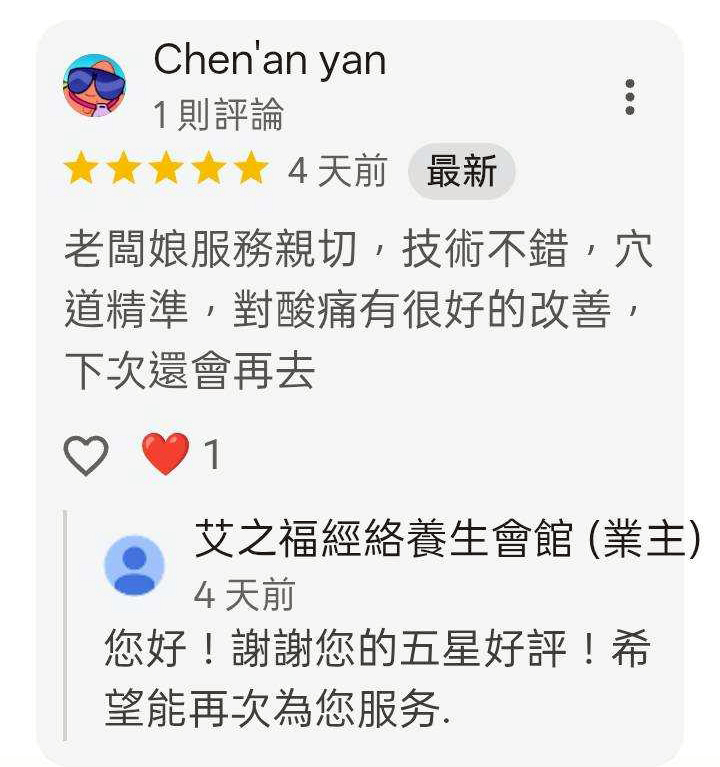 Chen'an yan
1 則評論
4 天前 最新
老闆娘服務親切，技術不錯，穴
道精準，對酸痛有很好的改善，
下次還會再去
1
艾之福經絡養生會館 (業主)
4 天前
您好！謝謝您的五星好評！希
望能再次為您服务.